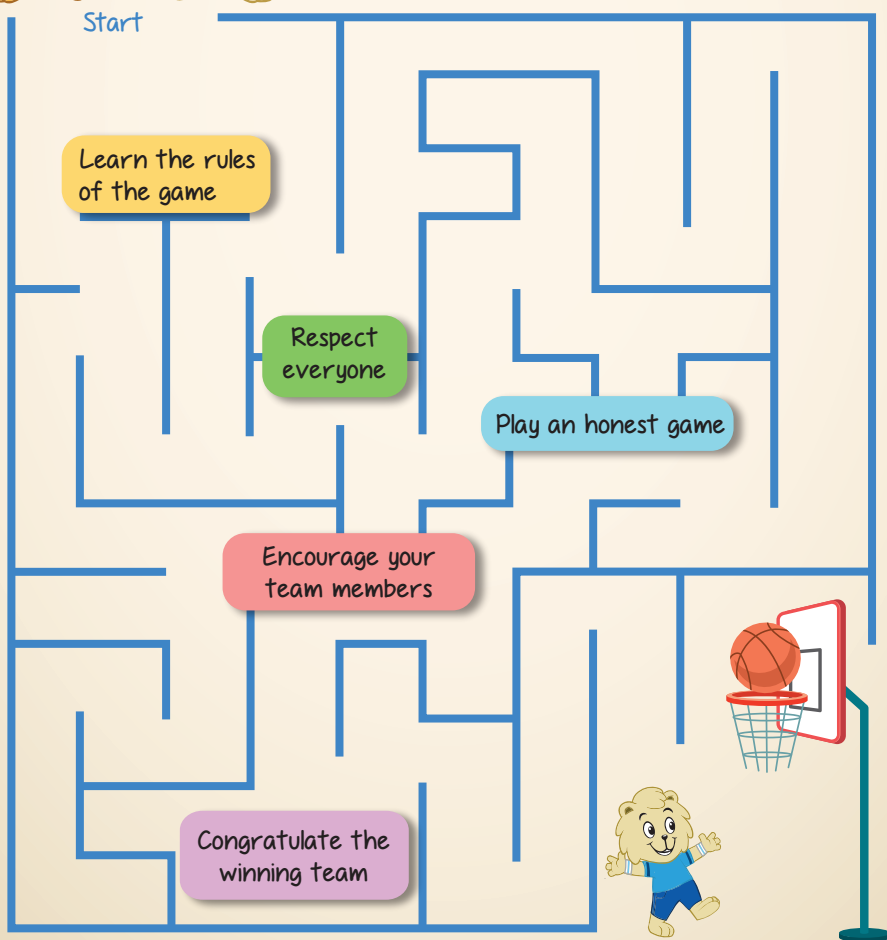 Start
Learn the rules
of the game
Respect
everyone
Play an honest game
Encourage your
team members
Congratulate the
winning team